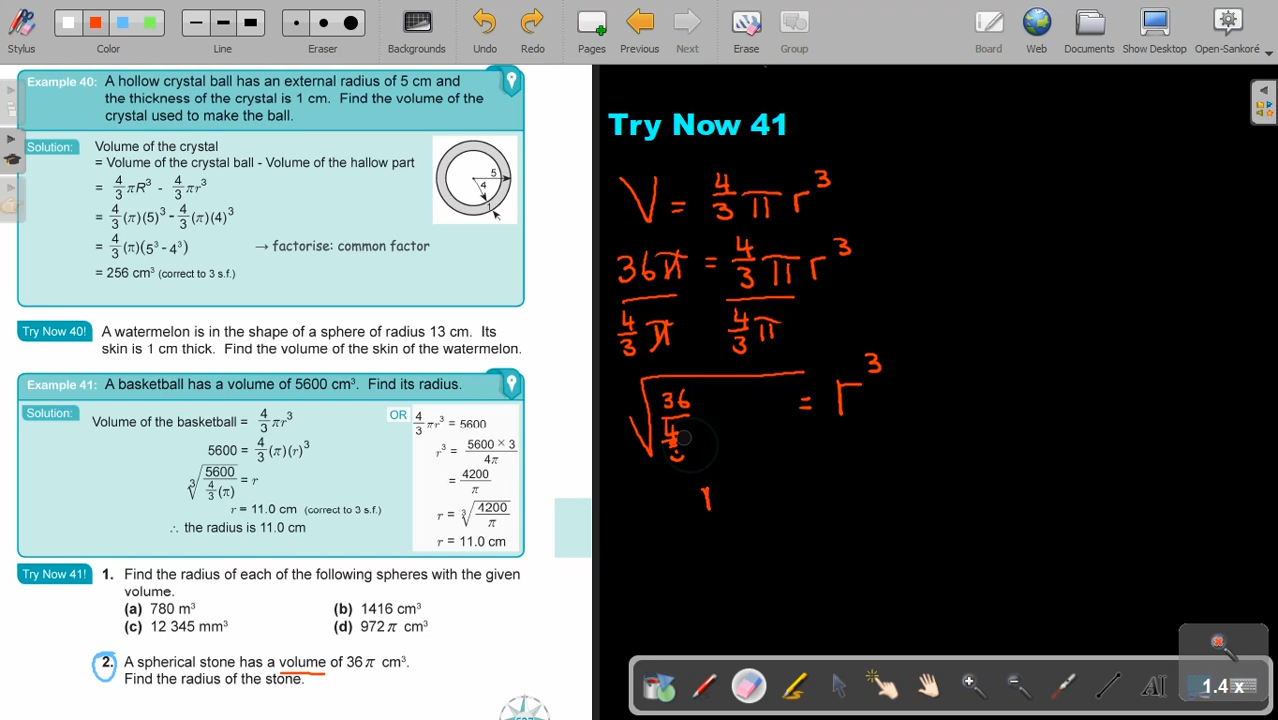 Stylus
Color
Line
Eraser
Backgrounds
Undo
Redo
Pages
Previous
Next
Erase
Group
Board
Web
Documents
Show Desktop
Open-Sankoré
Example 40: A hollow crystal ball has an external radius of 5 cm and
the thickness of the crystal is 1 cm. Find the volume of the
crystal used to make the ball.
Solution: Volume of the crystal
= Volume of the crystal ball - Volume of the hallow part
= 4/3 πR³ - 4/3 πr³
= 4/3 (π)(5)³ - 4/3 (π)(4)³
= 4/3 (π)(5³ - 4³) → factorise: common factor
= 256 cm³ (correct to 3 s.f.)
5
4
1
Try Now 40! A watermelon is in the shape of a sphere of radius 13 cm. Its
skin is 1 cm thick. Find the volume of the skin of the watermelon.
Example 41: A basketball has a volume of 5600 cm³. Find its radius.
Solution:
Volume of the basketball = 4/3 πr³
5600 = 4/3 (π)(r)³
∛(5600 / 4/3 (π)) = r
r = 11.0 cm (correct to 3 s.f.)
∴ the radius is 11.0 cm
OR 4/3 πr³ = 5600
r³ = 5600 × 3 / 4π
= 4200 / π
r = ∛(4200 / π)
r = 11.0 cm
Try Now 41! 1. Find the radius of each of the following spheres with the given
volume.
(a) 780 m³ (b) 1416 cm³
(c) 12 345 mm³ (d) 972π cm³
2. A spherical stone has a volume of 36π cm³.
Find the radius of the stone.
Try Now 41
V = 4/3 π r³
36π = 4/3 π r³
4/3 π 4/3 π
√(36 / 4 = r³
1.4 x